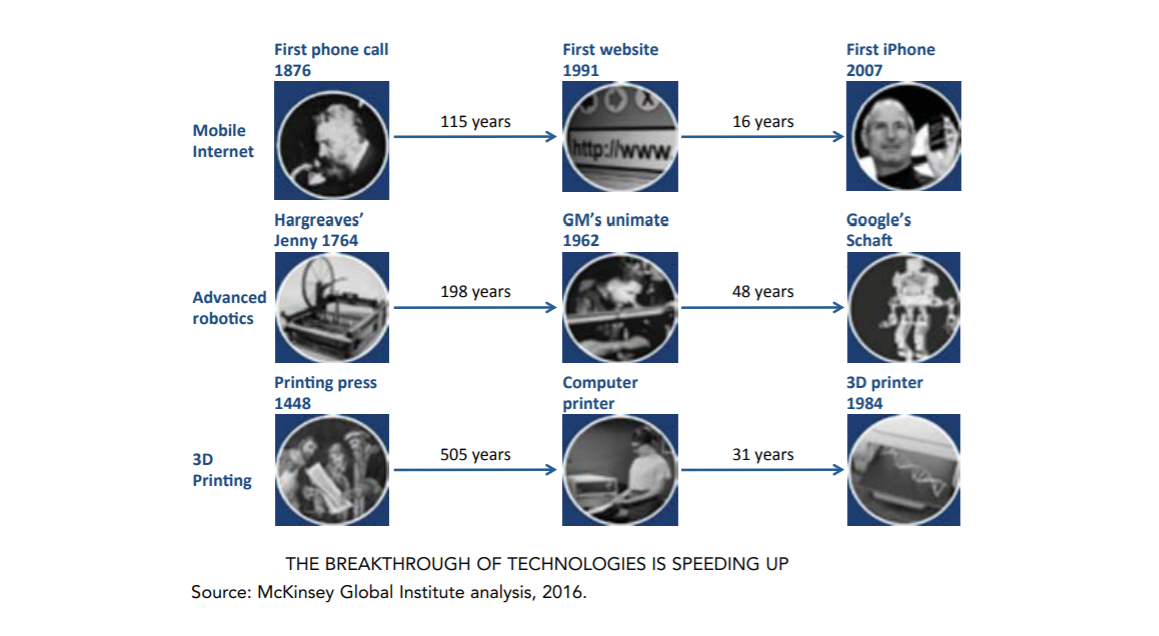 First phone call
1876
First website
1991
First iPhone
2007
Mobile
Internet
115 years
16 years
http://www
Hargreaves'
Jenny 1764
GM's unimate
1962
Google's
Schaft
Advanced
robotics
198 years
48 years
Printing press
1448
Computer
printer
3D printer
1984
3D
Printing
505 years
31 years
THE BREAKTHROUGH OF TECHNOLOGIES IS SPEEDING UP
Source: McKinsey Global Institute analysis, 2016.